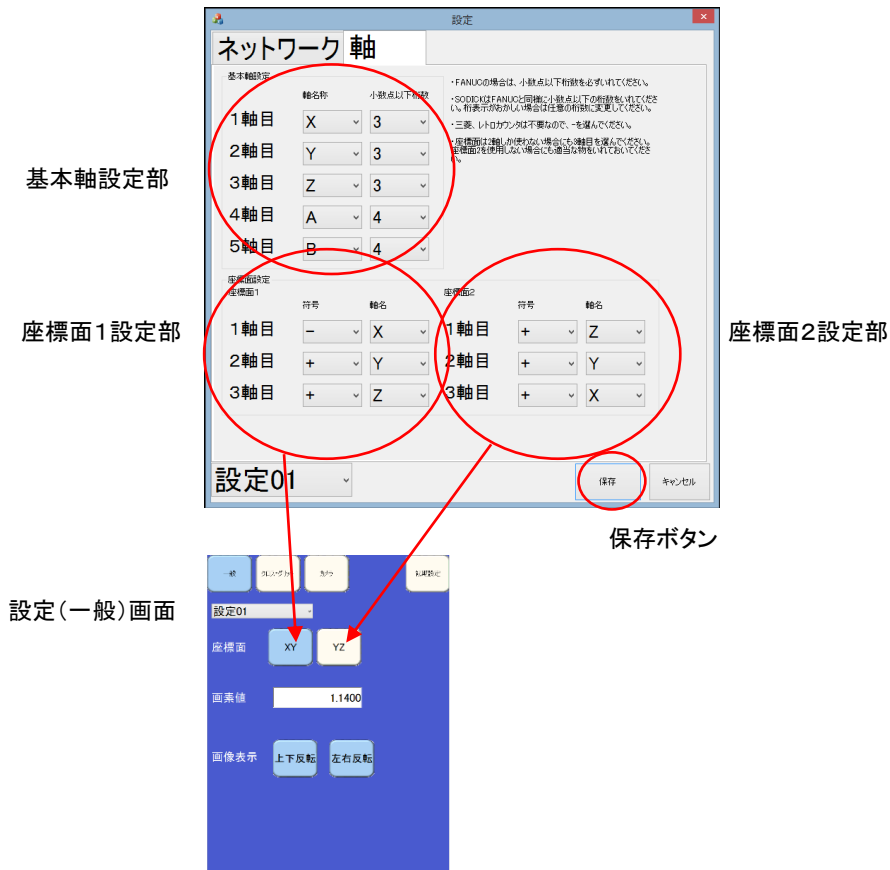 設定
ネットワーク 軸
基本軸設定
軸名称 小数点以下桁数
1軸目 X 3
2軸目 Y 3
3軸目 Z 3
4軸目 A 4
5軸目 B 4
・FANUCの場合は、小数点以下桁数を必ずいれてください。
・SODICKはFANUCと同様に小数点以下の桁数をいれてくださ
い。桁表示がおかしい場合は任意の桁数に変更してください。
・三菱、レトロカウンタは不要なので、-を選んでください。
・座標面は2軸しか使わない場合にも3軸目を選んでください。
座標面2を使用しない場合にも適当な物をいれておいてくださ
い。
基本軸設定部
座標面設定
座標面1
符号 軸名
1軸目 - X
2軸目 + Y
3軸目 + Z
座標面2
符号 軸名
1軸目 + Z
2軸目 + Y
3軸目 + X
座標面1設定部
座標面2設定部
設定01
保存 キャンセル
保存ボタン
設定(一般)画面
一般 カメラ 初期設定
設定01
座標面 XY YZ
画素値 1.1400
画像表示 上下反転 左右反転